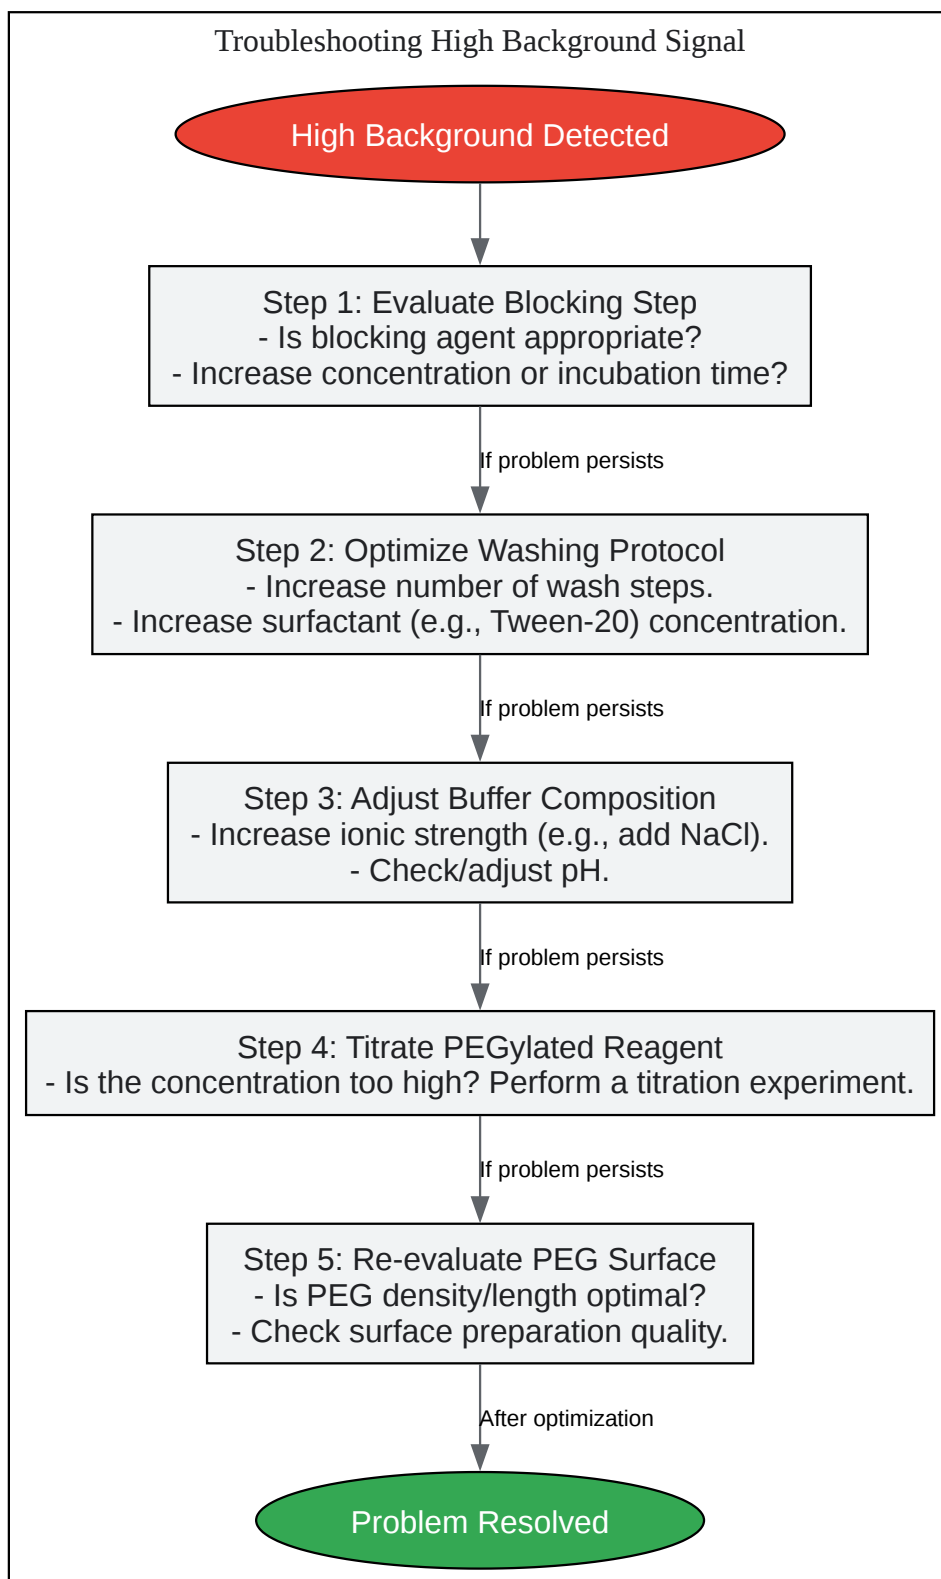 Troubleshooting High Background Signal
High Background Detected
Step 1: Evaluate Blocking Step
- Is blocking agent appropriate?
- Increase concentration or incubation time?
If problem persists
Step 2: Optimize Washing Protocol
- Increase number of wash steps.
- Increase surfactant (e.g., Tween-20) concentration.
If problem persists
Step 3: Adjust Buffer Composition
- Increase ionic strength (e.g., add NaCl).
- Check/adjust pH.
If problem persists
Step 4: Titrate PEGylated Reagent
- Is the concentration too high? Perform a titration experiment.
If problem persists
Step 5: Re-evaluate PEG Surface
- Is PEG density/length optimal?
- Check surface preparation quality.
After optimization
Problem Resolved